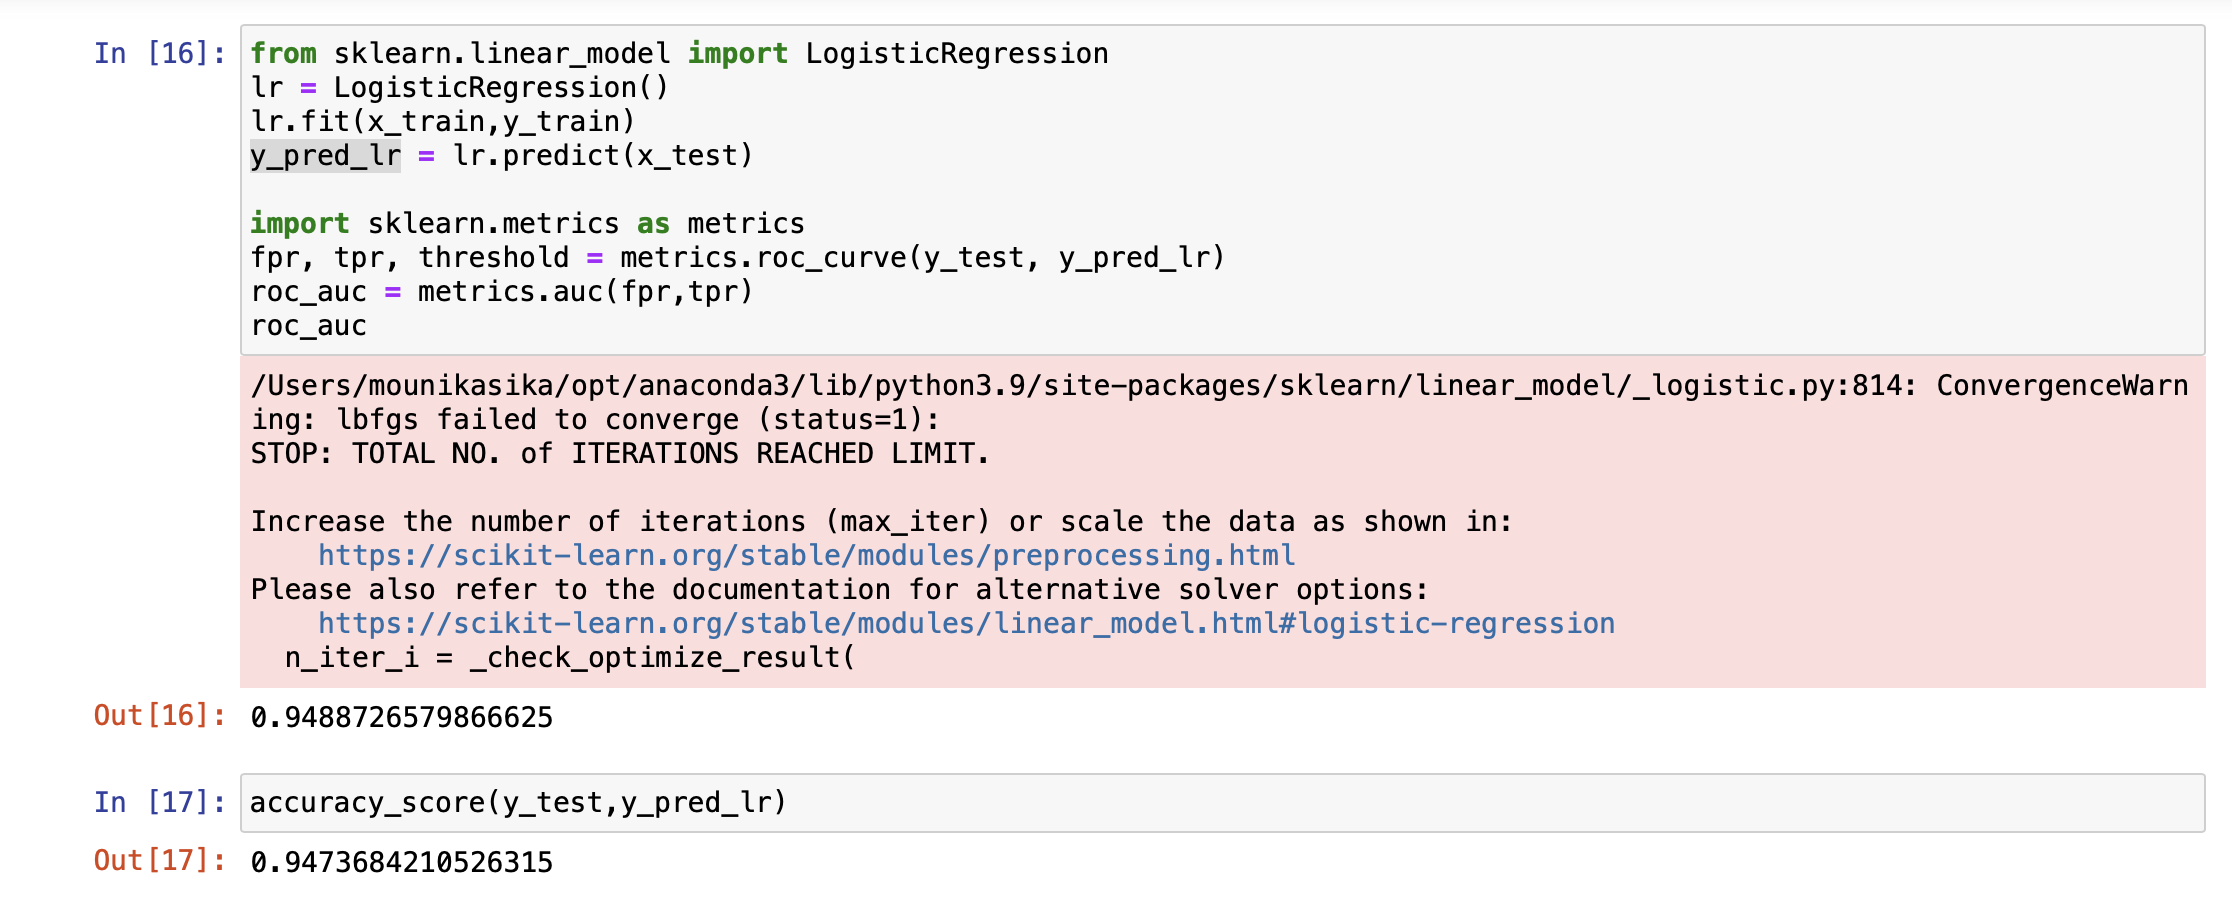 In [16]:
from sklearn.linear_model import LogisticRegression
lr = LogisticRegression()
lr.fit(x_train,y_train)
y_pred_lr = lr.predict(x_test)
import sklearn.metrics as metrics
fpr, tpr, threshold = metrics.roc_curve(y_test, y_pred_lr)
roc_auc = metrics.auc(fpr,tpr)
roc_auc
/Users/mounikasika/opt/anaconda3/lib/python3.9/site-packages/sklearn/linear_model/_logistic.py:814: ConvergenceWarn
ing: lbfgs failed to converge (status=1):
STOP: TOTAL NO. of ITERATIONS REACHED LIMIT.
Increase the number of iterations (max_iter) or scale the data as shown in:
https://scikit-learn.org/stable/modules/preprocessing.html
Please also refer to the documentation for alternative solver options:
https://scikit-learn.org/stable/modules/linear_model.html#logistic-regression
n_iter_i = _check_optimize_result(
Out[16]: 0.9488726579866625
In [17]: accuracy_score(y_test,y_pred_lr)
Out[17]: 0.9473684210526315